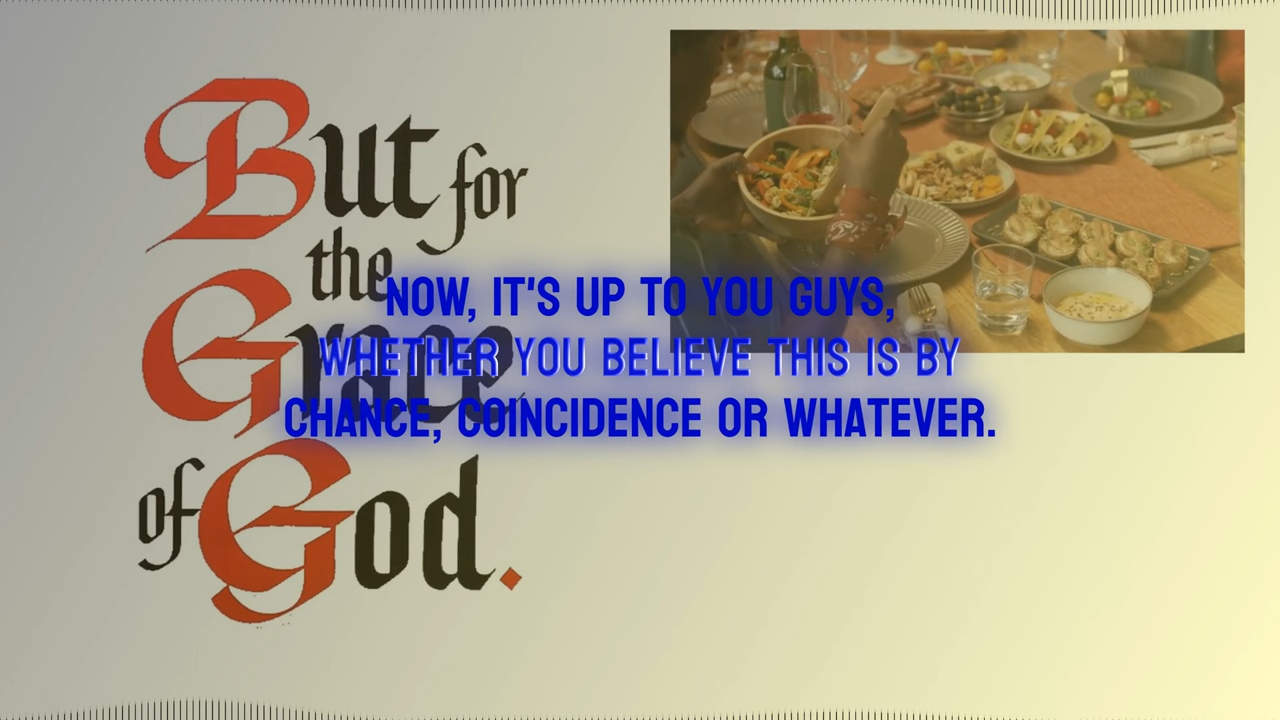 But for
the
Grace
of God.
NOW, IT'S UP TO YOU GUYS,
WHETHER YOU BELIEVE THIS IS BY
CHANCE, COINCIDENCE OR WHATEVER.